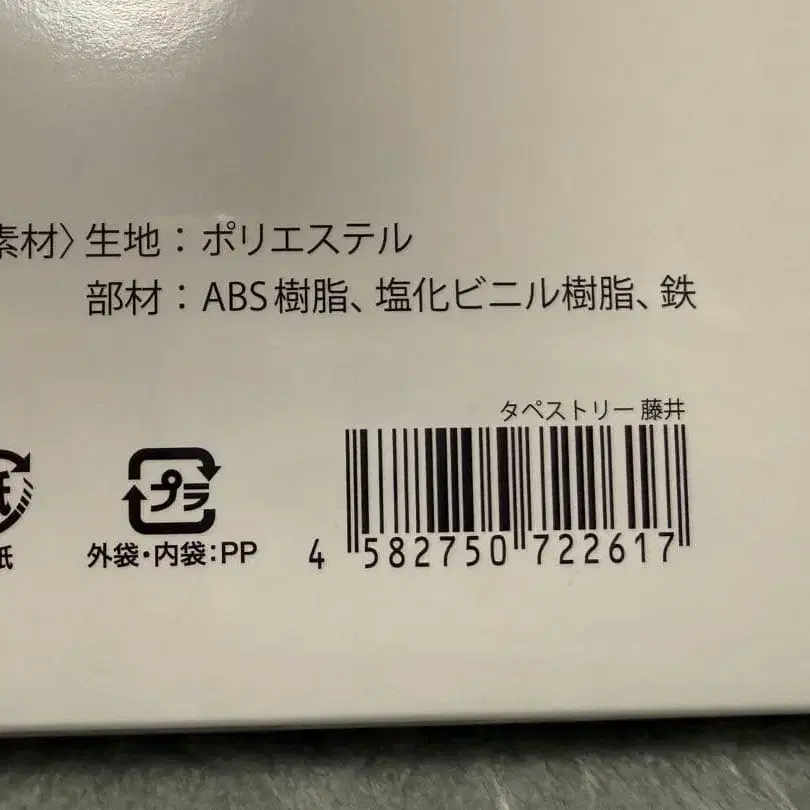 素材〉生地：ポリエステル
部材：ABS樹脂、塩化ビニル樹脂、鉄
タペストリー 藤井
プラ
紙
外袋・内袋：PP
紙
4 582750 722617